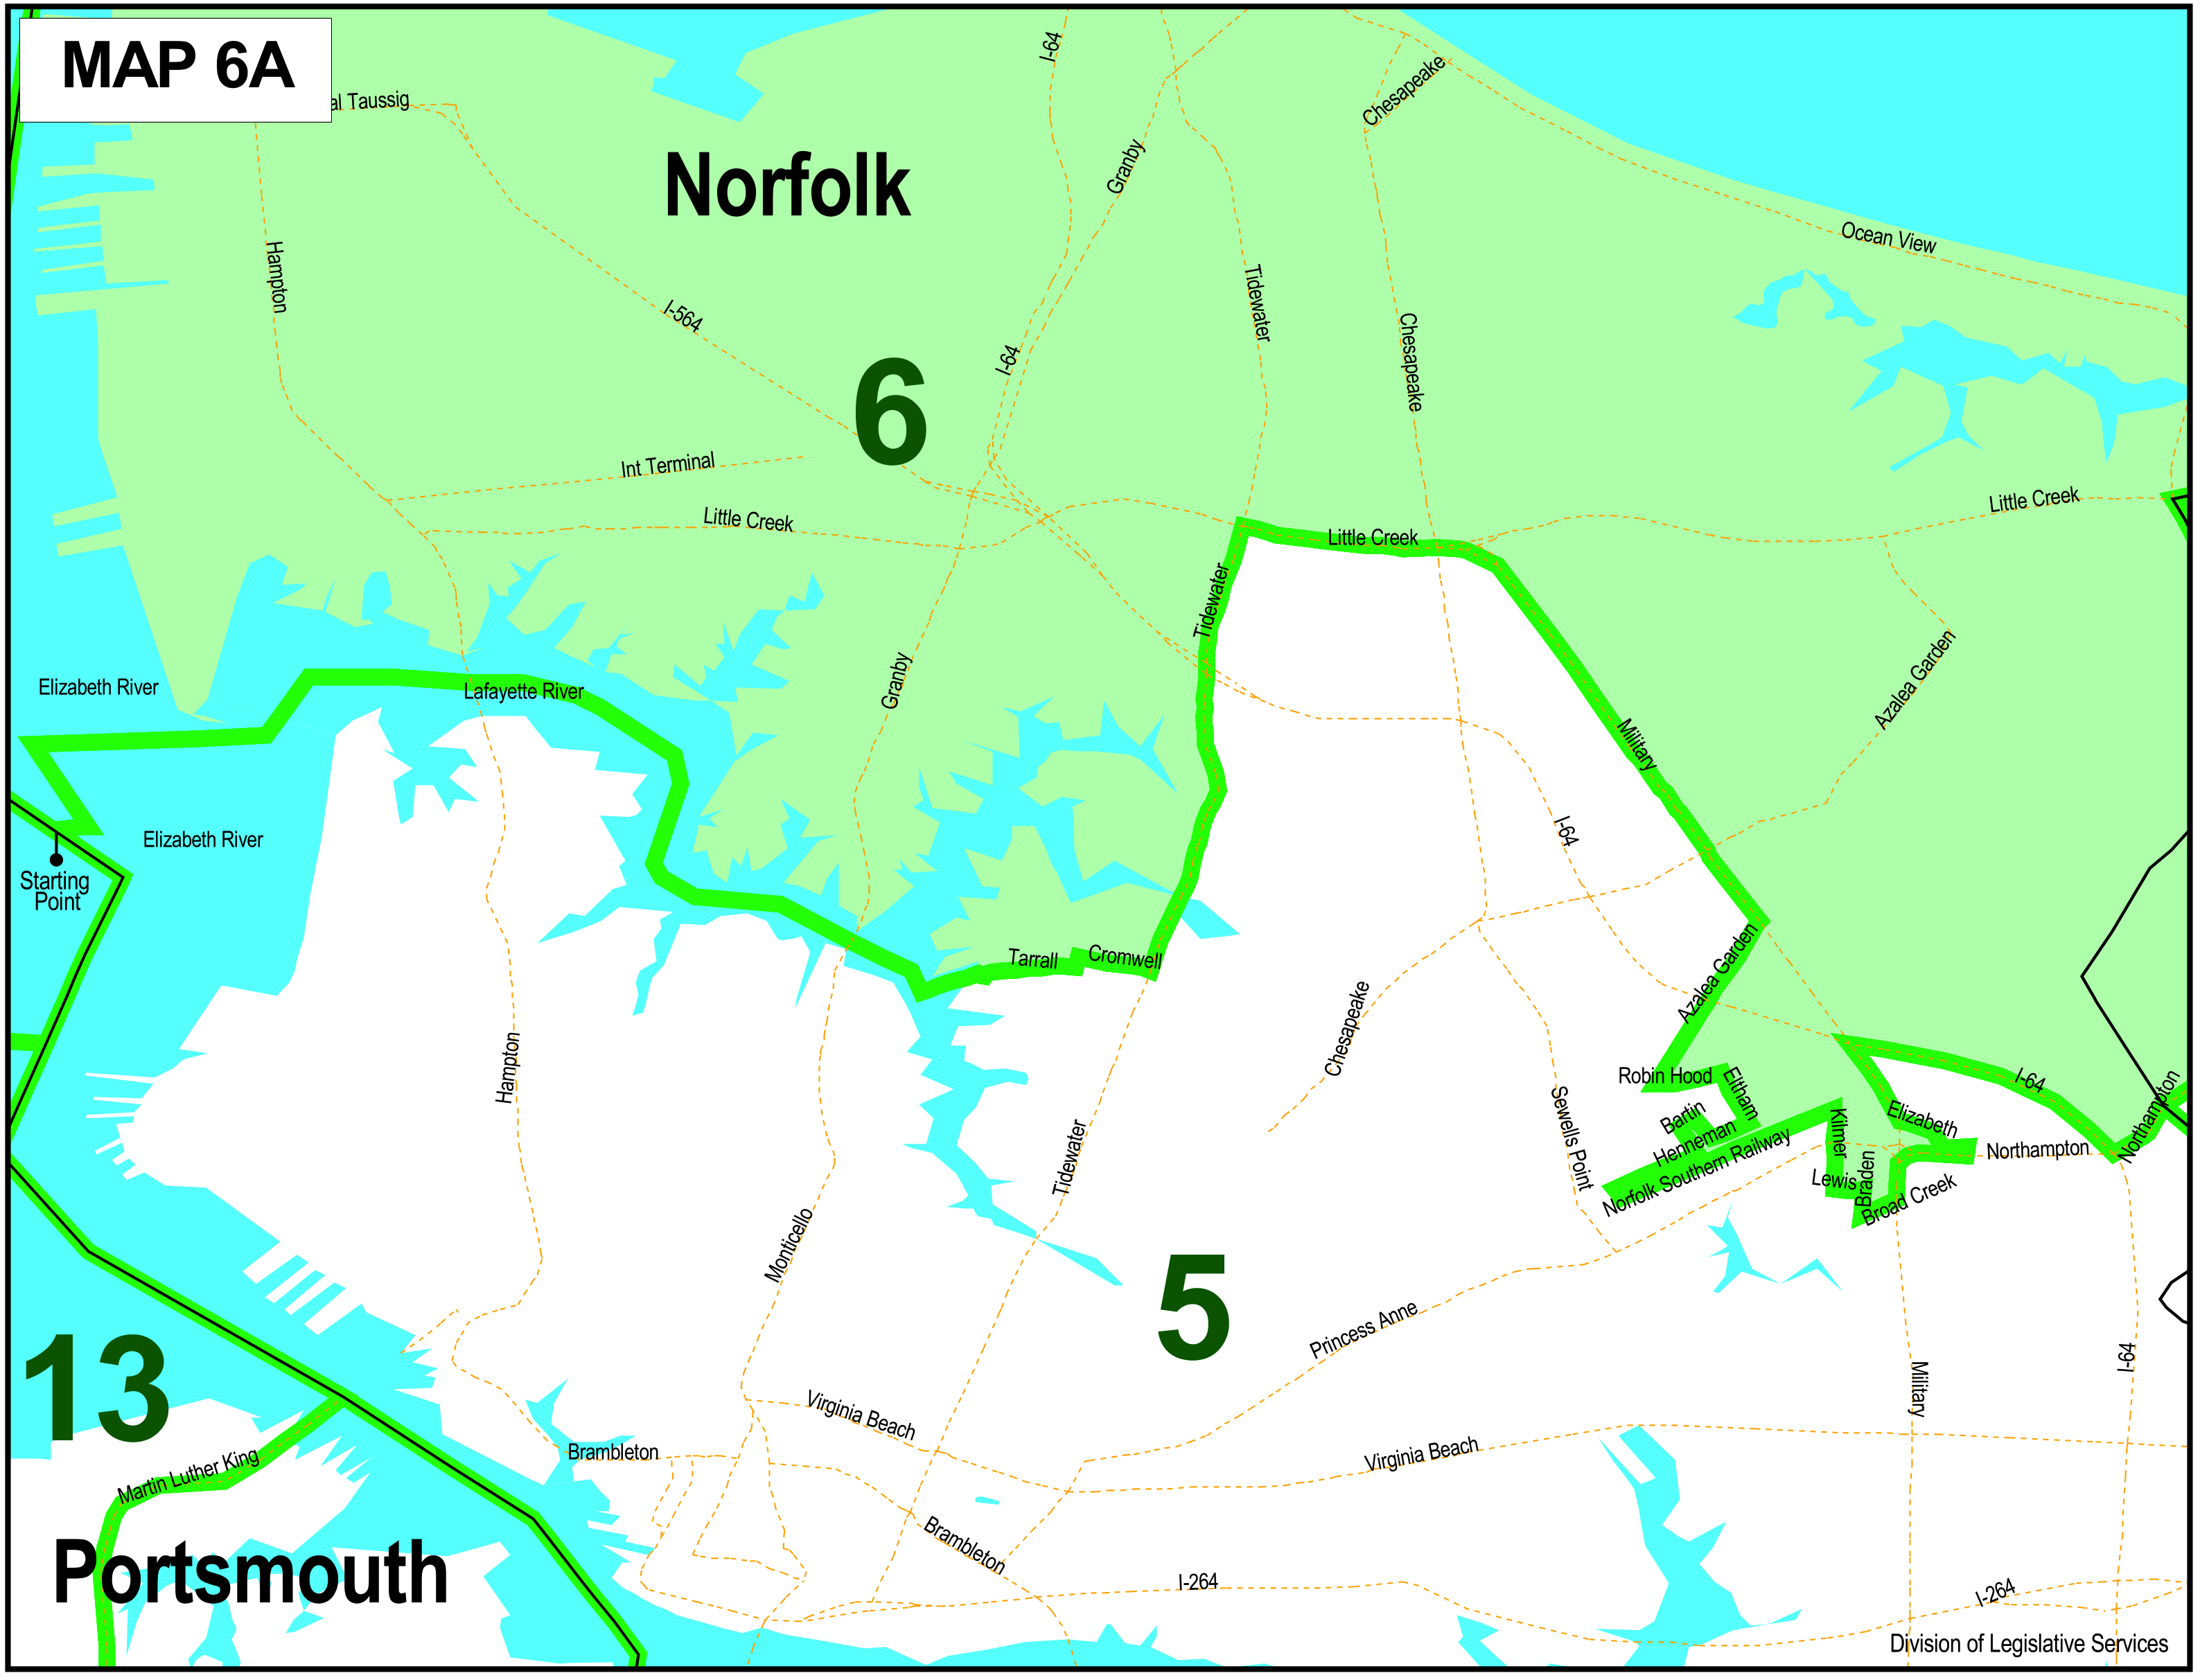 MAP 6A
al Taussig
I-64
Chesapeake
Norfolk
Granby
Ocean View
Hampton
Tidewater
I-564
I-64
Chesapeake
6
Int Terminal
Little Creek
Little Creek
Little Creek
Tidewater
Elizabeth River
Lafayette River
Granby
Azalea Garden
Military
Elizabeth River
I-64
Starting
Point
Tarrall
Cromwell
Azalea Garden
Hampton
Chesapeake
Robin Hood
Eltham
I-64
Sewells Point
Bartin
Henneman
Norfolk Southern Railway
Kilmer
Elizabeth
Northampton
Northampton
Lewis
Braden
Broad Creek
Tidewater
Monticello
5
Princess Anne
13
I-64
Military
Virginia Beach
Brambleton
Virginia Beach
Martin Luther King
Brambleton
Portsmouth
I-264
I-264
Division of Legislative Services